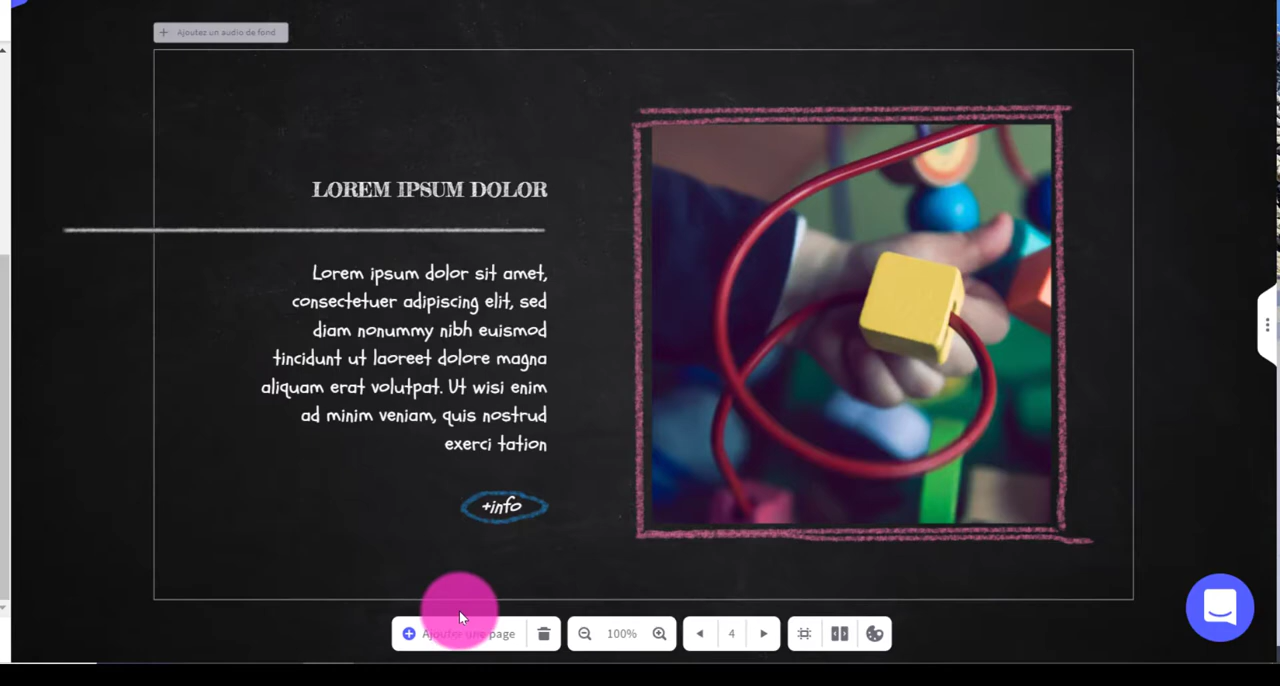 + Ajoutez un audio de fond
LOREM IPSUM DOLOR
Lorem ipsum dolor sit amet,
consectetuer adipiscing elit, sed
diam nonummy nibh euismod
tincidunt ut laoreet dolore magna
aliquam erat volutpat. Ut wisi enim
ad minim veniam, quis nostrud
exerci tation
+info
Ajouter une page
100%
4